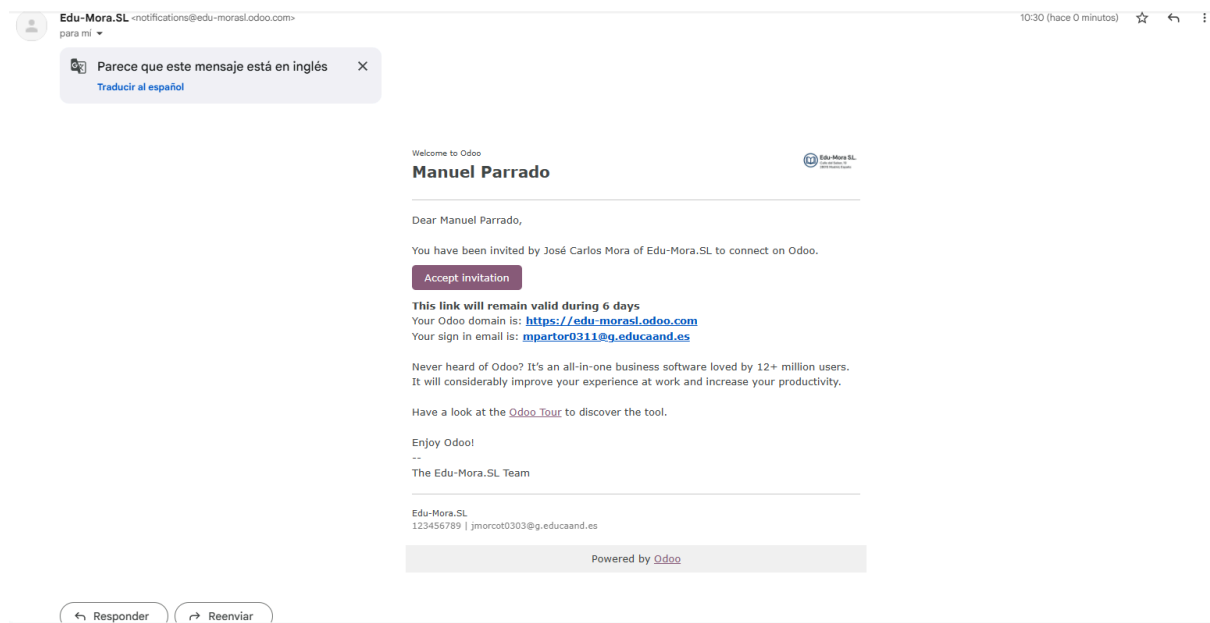 Edu-Mora.SL <notifications@edu-morasl.odoo.com>
10:30 (hace 0 minutos)
para mí
Parece que este mensaje está en inglés
Traducir al español
Welcome to Odoo
Manuel Parrado
Edu-Mora S.L.
Dear Manuel Parrado,
You have been invited by José Carlos Mora of Edu-Mora.SL to connect on Odoo.
Accept invitation
This link will remain valid during 6 days
Your Odoo domain is: https://edu-morasl.odoo.com
Your sign in email is: mpartor0311@g.educaand.es
Never heard of Odoo? It's an all-in-one business software loved by 12+ million users.
It will considerably improve your experience at work and increase your productivity.
Have a look at the Odoo Tour to discover the tool.
Enjoy Odoo!
--
The Edu-Mora.SL Team
Edu-Mora.SL
123456789 | jmorcot0303@g.educaand.es
Powered by Odoo
Responder
Reenviar